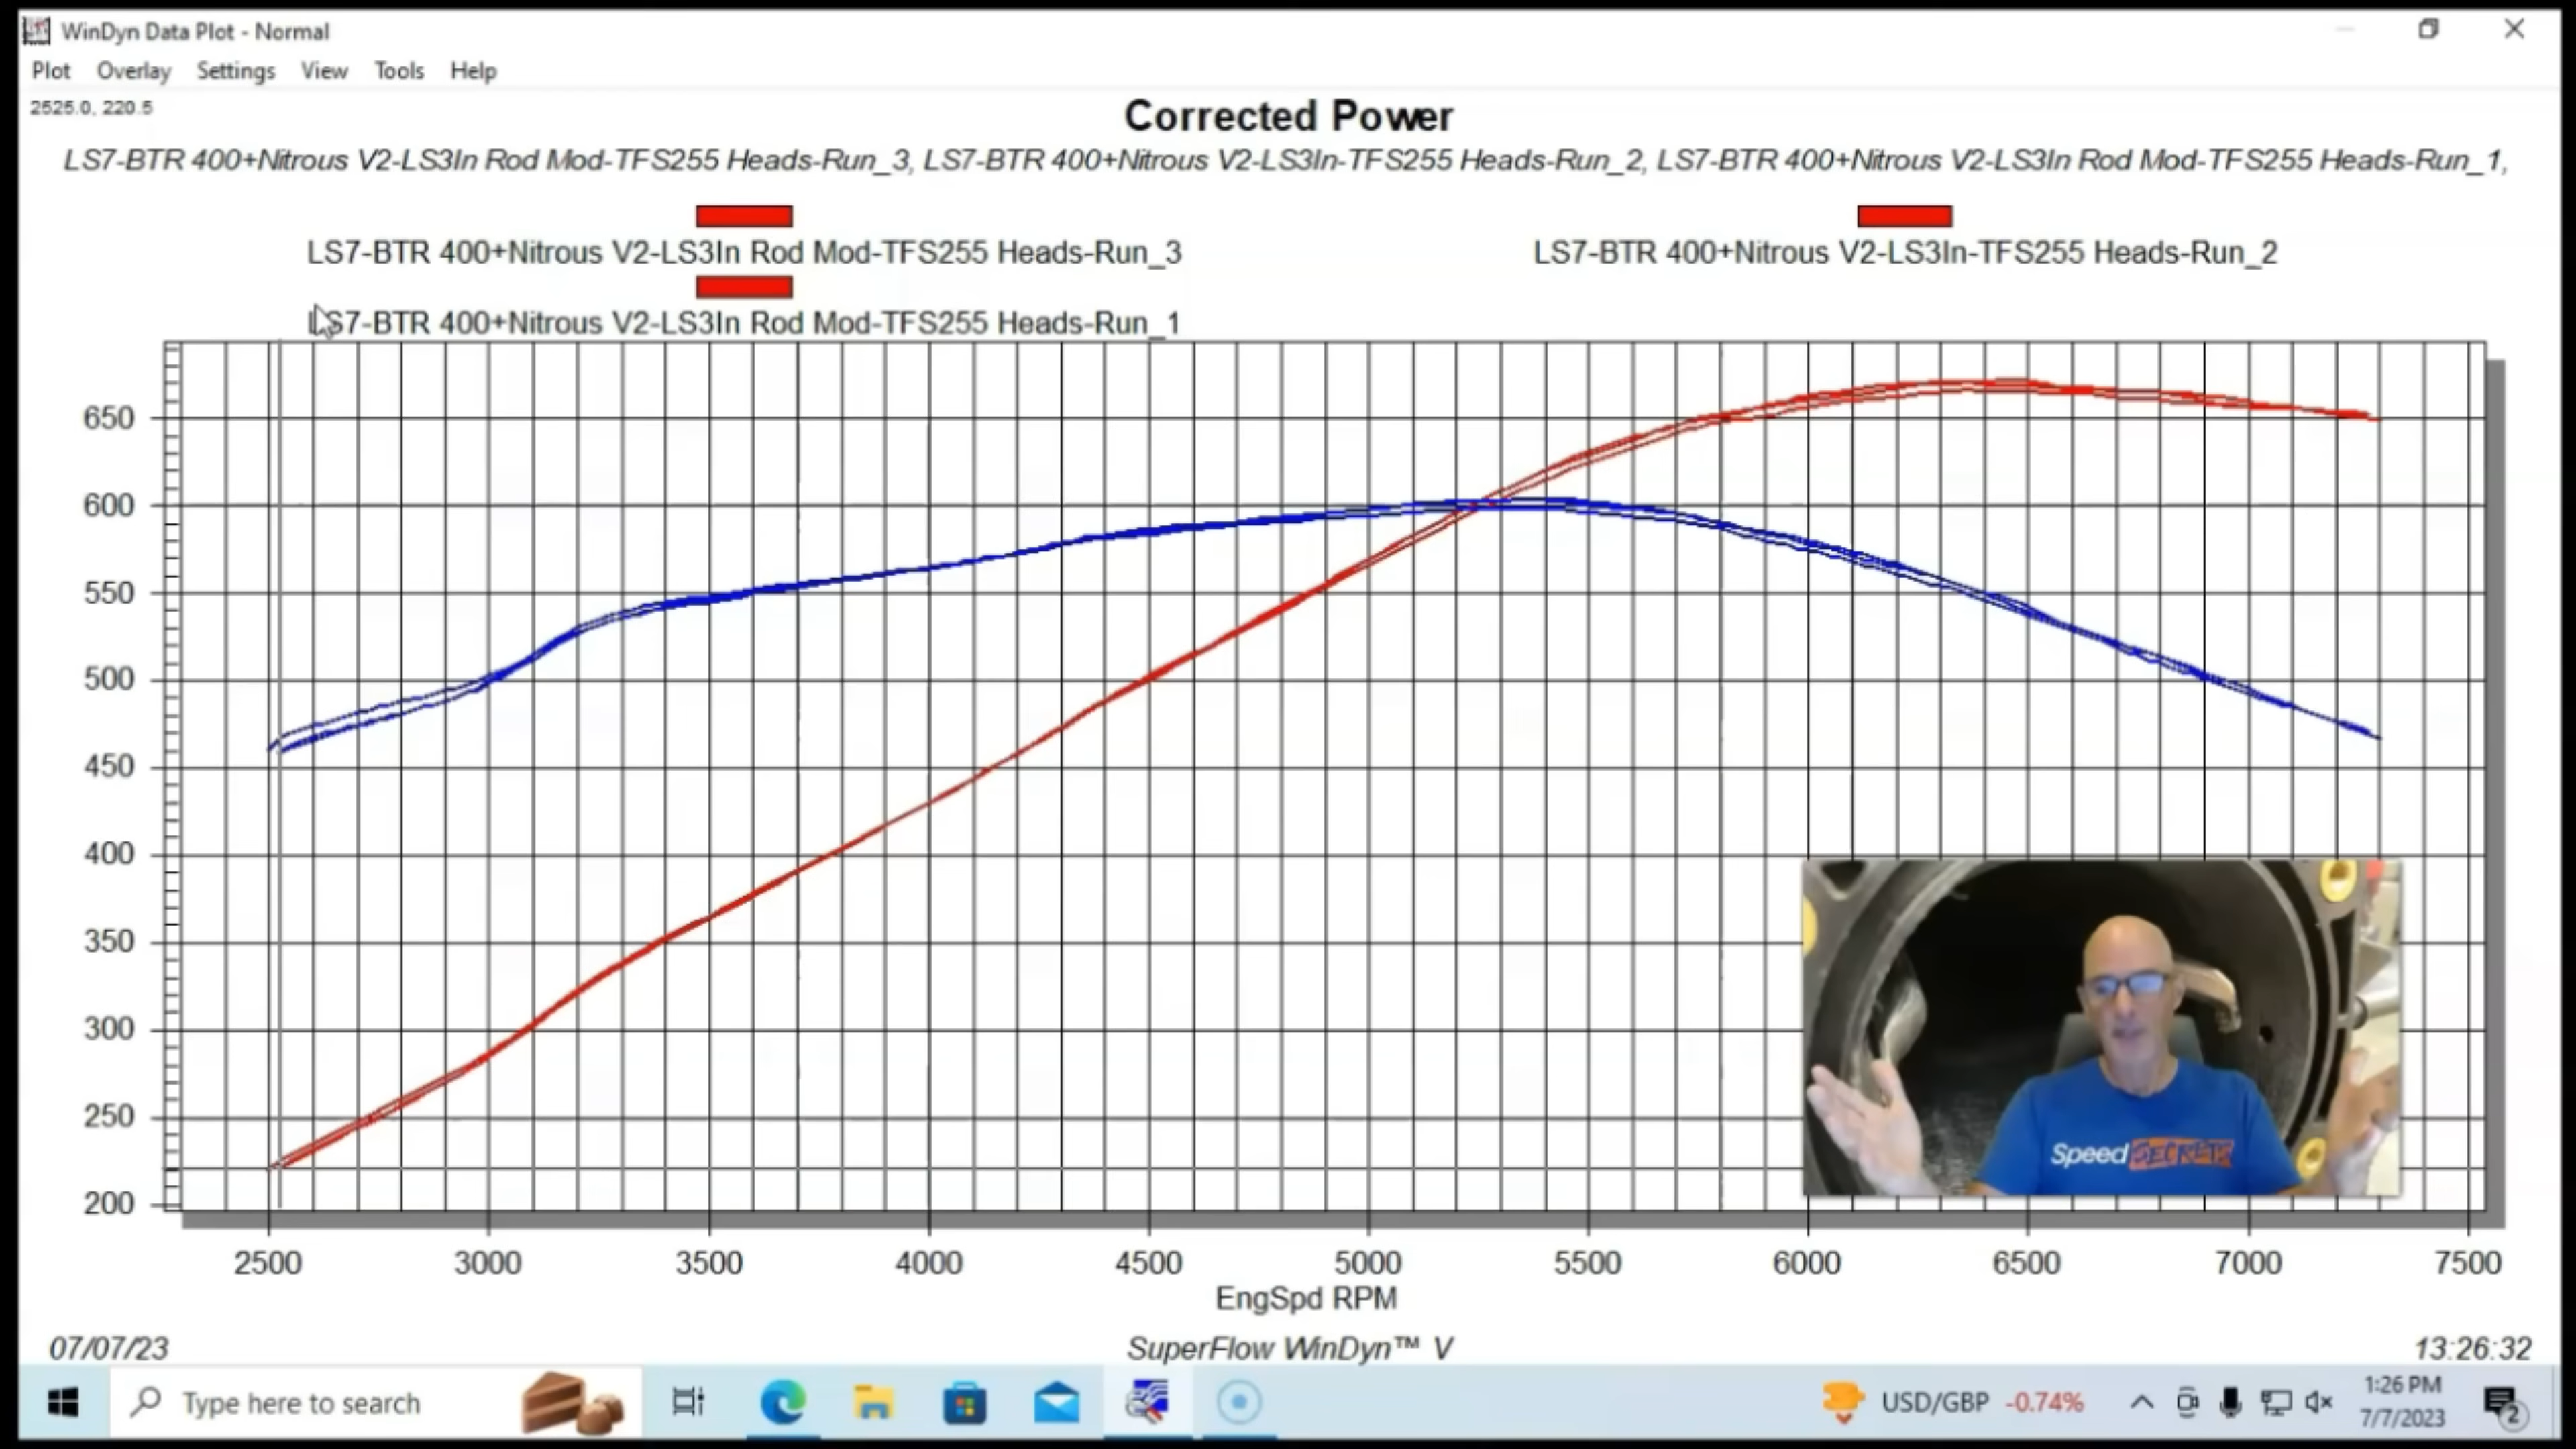 WinDyn Data Plot - Normal
Plot Overlay Settings View Tools Help
2525.0, 220.5
Corrected Power
LS7-BTR 400+Nitrous V2-LS3In Rod Mod-TFS255 Heads-Run_3, LS7-BTR 400+Nitrous V2-LS3In-TFS255 Heads-Run_2, LS7-BTR 400+Nitrous V2-LS3In Rod Mod-TFS255 Heads-Run_1,
LS7-BTR 400+Nitrous V2-LS3In Rod Mod-TFS255 Heads-Run_3
LS7-BTR 400+Nitrous V2-LS3In-TFS255 Heads-Run_2
LS7-BTR 400+Nitrous V2-LS3In Rod Mod-TFS255 Heads-Run_1
650
600
550
500
450
400
350
300
250
200
Speed SECRETS
2500 3000 3500 4000 4500 5000 5500 6000 6500 7000 7500
EngSpd RPM
07/07/23 SuperFlow WinDyn™ V 13:26:32
Type here to search
USD/GBP -0.74%
1:26 PM
7/7/2023
2